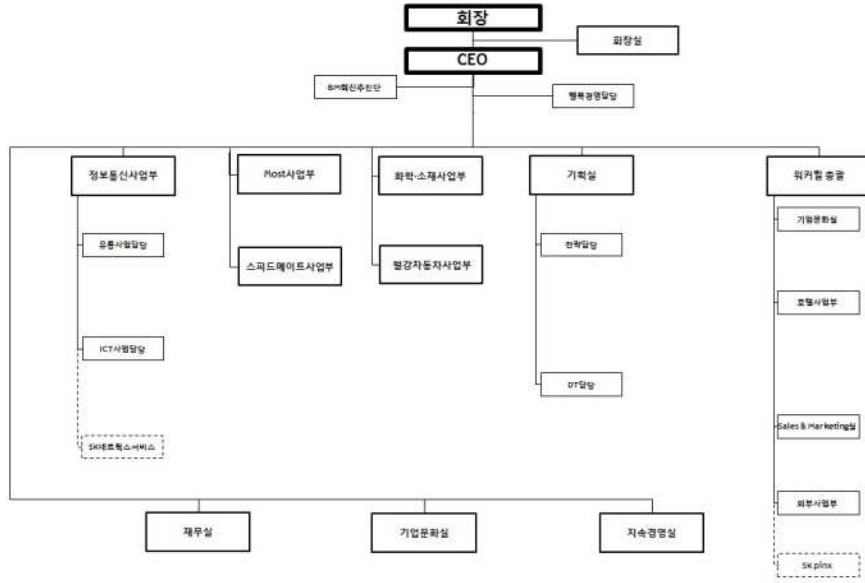 회장
회장실
CEO
BM혁신추진단
행복경영담당
정보통신사업부
Most사업부
화학·소재사업부
기획실
워커힐 총괄
기업문화실
유통사업담당
전략담당
스피드메이트사업부
철강자동차사업부
호텔사업부
ICT사업담당
DT담당
Sales & Marketing실
SK네트웍스서비스
외부사업부
재무실
기업문화실
지속경영실
SK pinx